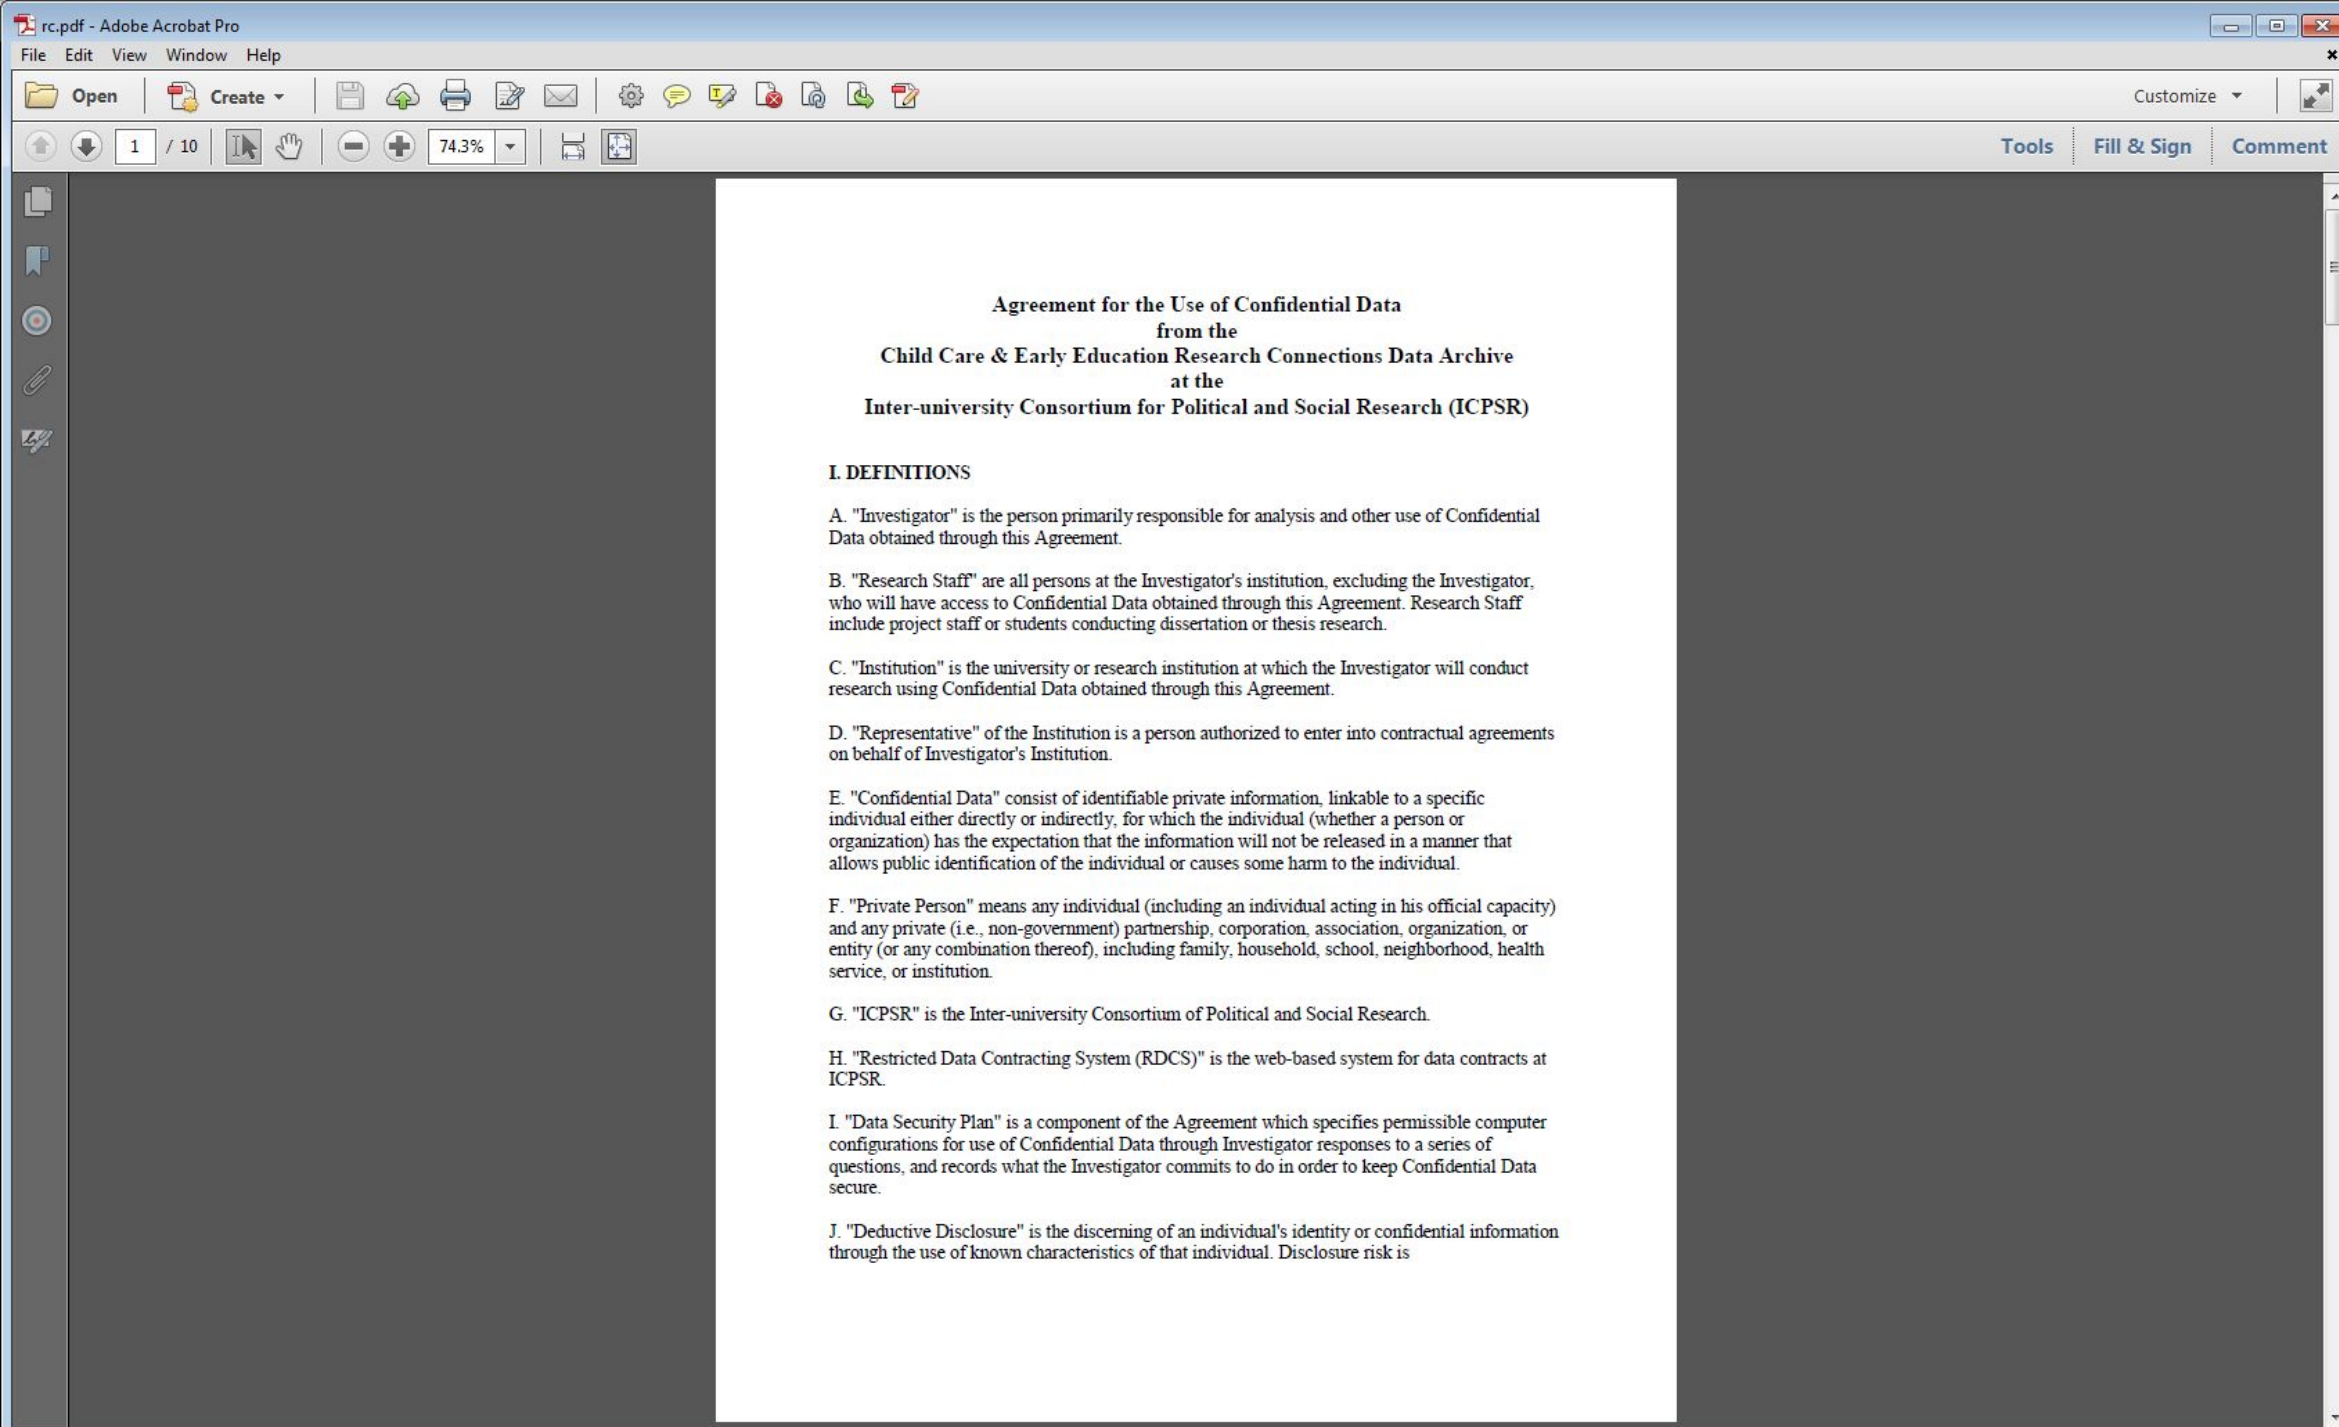 rc.pdf - Adobe Acrobat Pro
File Edit View Window Help
Open Create Customize
1 / 10 74.3% Tools Fill & Sign Comment
Agreement for the Use of Confidential Data
from the
Child Care & Early Education Research Connections Data Archive
at the
Inter-university Consortium for Political and Social Research (ICPSR)
I. DEFINITIONS
A. "Investigator" is the person primarily responsible for analysis and other use of Confidential
Data obtained through this Agreement.
B. "Research Staff" are all persons at the Investigator's institution, excluding the Investigator,
who will have access to Confidential Data obtained through this Agreement. Research Staff
include project staff or students conducting dissertation or thesis research.
C. "Institution" is the university or research institution at which the Investigator will conduct
research using Confidential Data obtained through this Agreement.
D. "Representative" of the Institution is a person authorized to enter into contractual agreements
on behalf of Investigator's Institution.
E. "Confidential Data" consist of identifiable private information, linkable to a specific
individual either directly or indirectly, for which the individual (whether a person or
organization) has the expectation that the information will not be released in a manner that
allows public identification of the individual or causes some harm to the individual.
F. "Private Person" means any individual (including an individual acting in his official capacity)
and any private (i.e., non-government) partnership, corporation, association, organization, or
entity (or any combination thereof), including family, household, school, neighborhood, health
service, or institution.
G. "ICPSR" is the Inter-university Consortium of Political and Social Research.
H. "Restricted Data Contracting System (RDCS)" is the web-based system for data contracts at
ICPSR.
I. "Data Security Plan" is a component of the Agreement which specifies permissible computer
configurations for use of Confidential Data through Investigator responses to a series of
questions, and records what the Investigator commits to do in order to keep Confidential Data
secure.
J. "Deductive Disclosure" is the discerning of an individual's identity or confidential information
through the use of known characteristics of that individual. Disclosure risk is